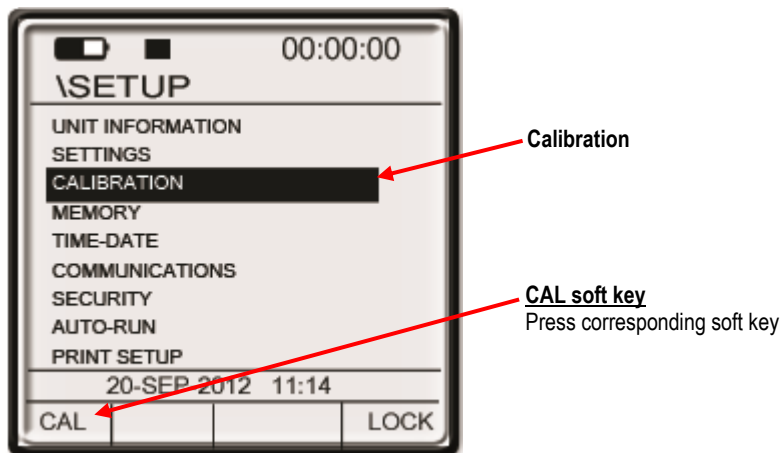 00:00:00
\SETUP
UNIT INFORMATION
SETTINGS
CALIBRATION
MEMORY
TIME-DATE
COMMUNICATIONS
SECURITY
AUTO-RUN
PRINT SETUP
20-SEP 2012 11:14
CAL LOCK
Calibration
CAL soft key
Press corresponding soft key